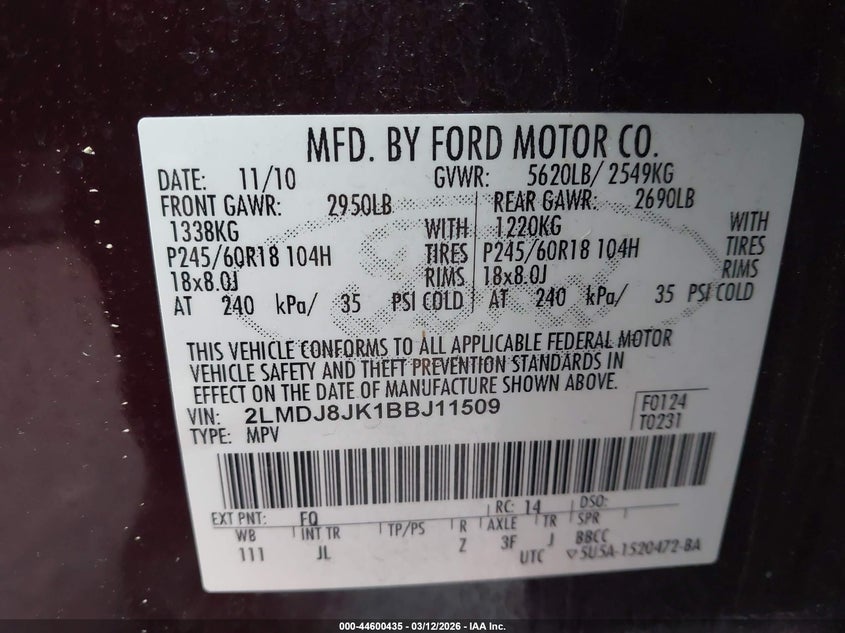 MFD. BY FORD MOTOR CO.
DATE: 11/10 GVWR: 5620LB/ 2549KG
FRONT GAWR: 2950LB REAR GAWR: 2690LB
1338KG WITH 1220KG WITH
P245/60R18 104H TIRES P245/60R18 104H TIRES
18x8.0J RIMS 18x8.0J RIMS
AT 240 kPa/ 35 PSI COLD AT 240 kPa/ 35 PSI COLD
THIS VEHICLE CONFORMS TO ALL APPLICABLE FEDERAL MOTOR
VEHICLE SAFETY AND THEFT PREVENTION STANDARDS IN
EFFECT ON THE DATE OF MANUFACTURE SHOWN ABOVE.
VIN: 2LMDJ8JK1BBJ11509 F0124
TYPE: MPV T0231
EXT PNT: FQ RC: 14 DSO:
WB INT TR TP/PS R AXLE TR SPR
111 JL Z 3F J BBCC
UTC ▽5U5A-1520472-BA
000-44600435 - 03/12/2026 - IAA Inc.